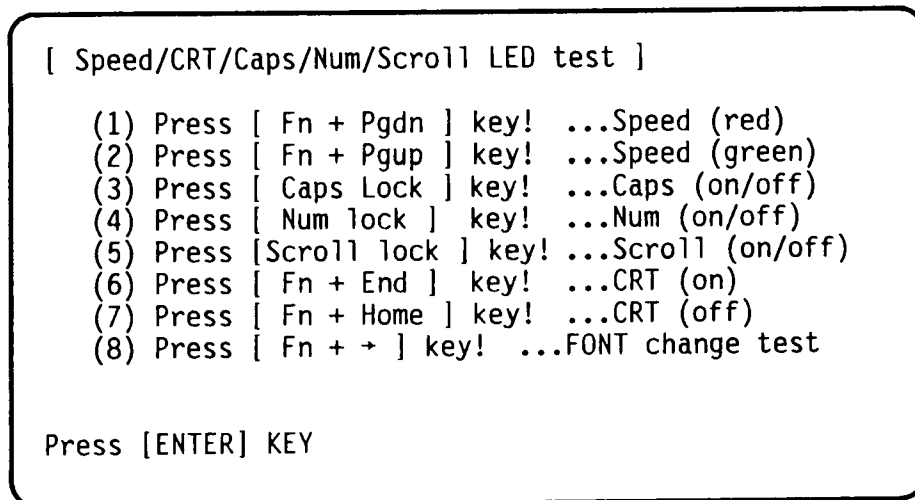 [ Speed/CRT/Caps/Num/Scroll LED test ]
(1) Press [ Fn + Pgdn ] key! ...Speed (red)
(2) Press [ Fn + Pgup ] key! ...Speed (green)
(3) Press [ Caps Lock ] key! ...Caps (on/off)
(4) Press [ Num lock ] key! ...Num (on/off)
(5) Press [Scroll lock ] key! ...Scroll (on/off)
(6) Press [ Fn + End ] key! ...CRT (on)
(7) Press [ Fn + Home ] key! ...CRT (off)
(8) Press [ Fn + → ] key! ...FONT change test
Press [ENTER] KEY